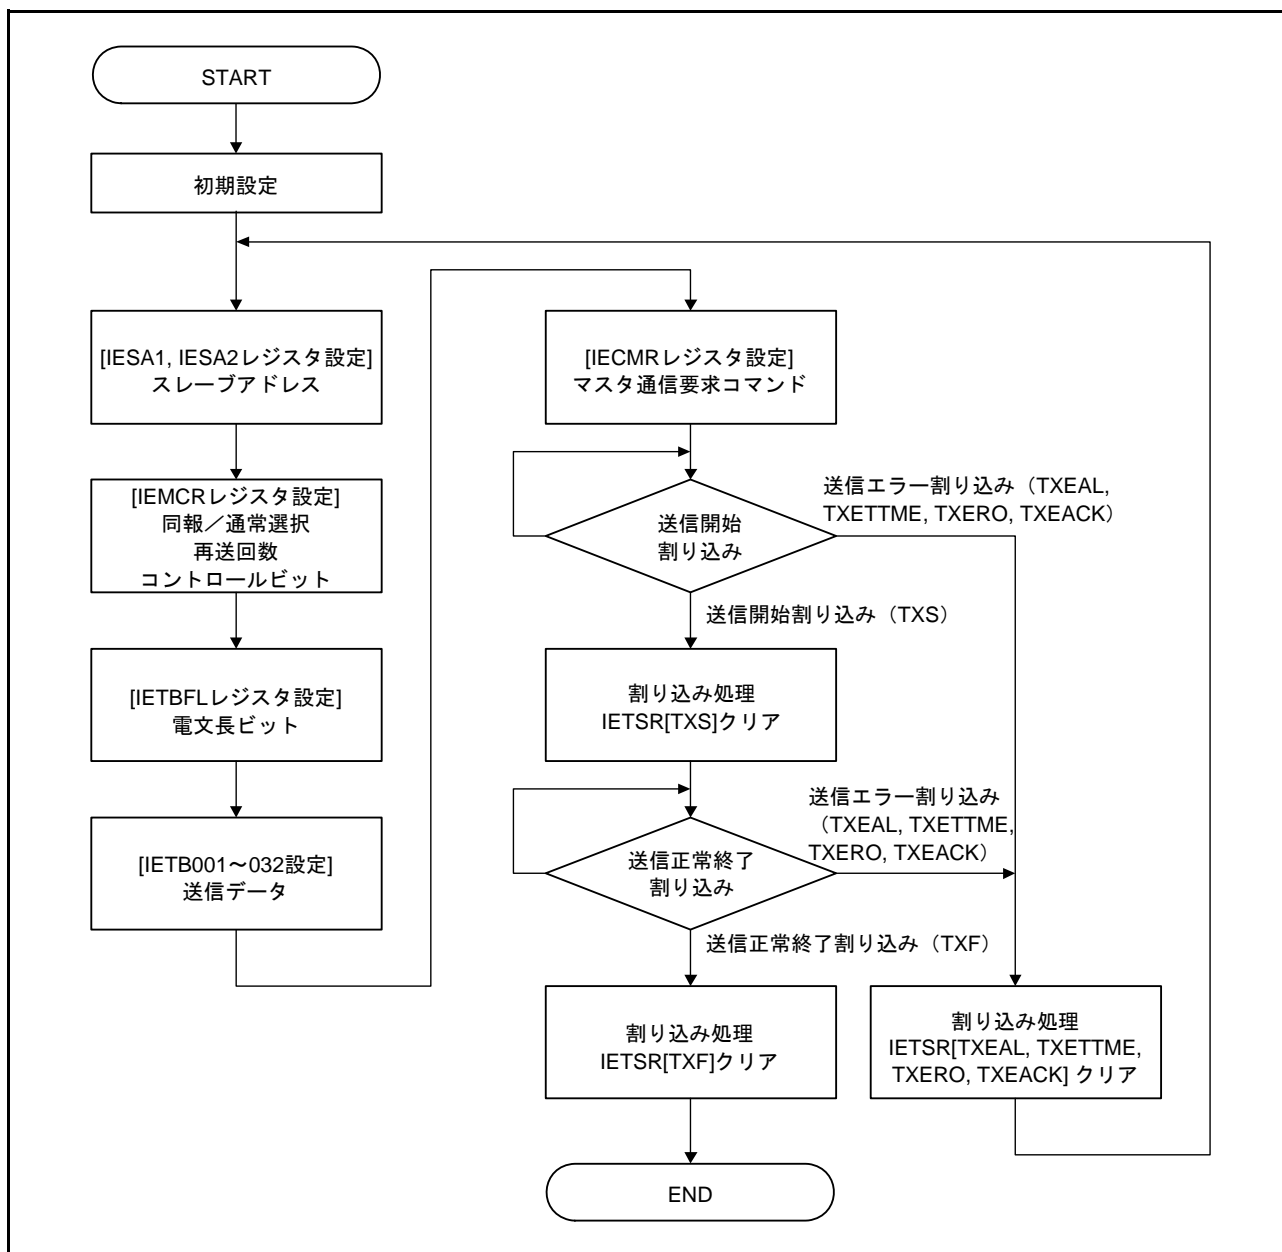 START
初期設定
[IESA1, IESA2レジスタ設定]
スレーブアドレス
[IEMCRレジスタ設定]
同報／通常選択
再送回数
コントロールビット
[IETBFLレジスタ設定]
電文長ビット
[IETB001～032設定]
送信データ
[IECMRレジスタ設定]
マスタ通信要求コマンド
送信開始
割り込み
送信エラー割り込み（TXEAL,
TXETTME, TXERO, TXEACK）
送信開始割り込み（TXS）
割り込み処理
IETSR[TXS]クリア
送信エラー割り込み
（TXEAL, TXETTME,
TXERO, TXEACK）
送信正常終了
割り込み
送信正常終了割り込み（TXF）
割り込み処理
IETSR[TXF]クリア
割り込み処理
IETSR[TXEAL, TXETTME,
TXERO, TXEACK] クリア
END